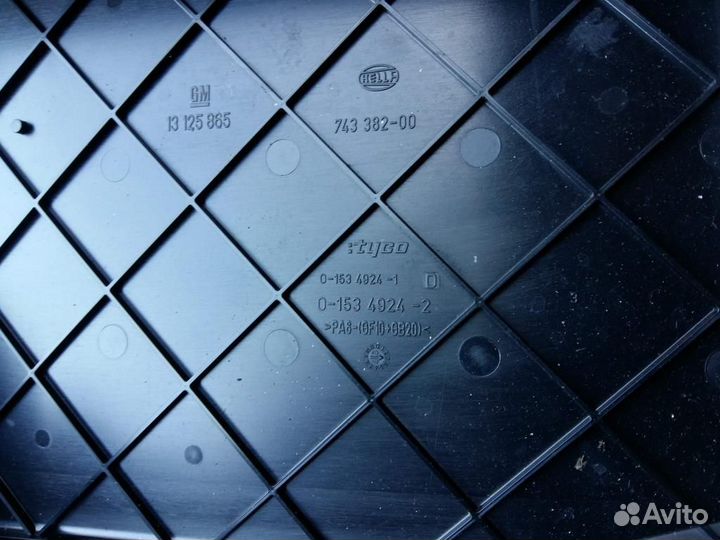 GM
13 125 865
HELLA
743 382-00
:tyco
0-153 4924 -1 D
0-153 4924 -2
>PA6-(GF10+GB20)<
Avito